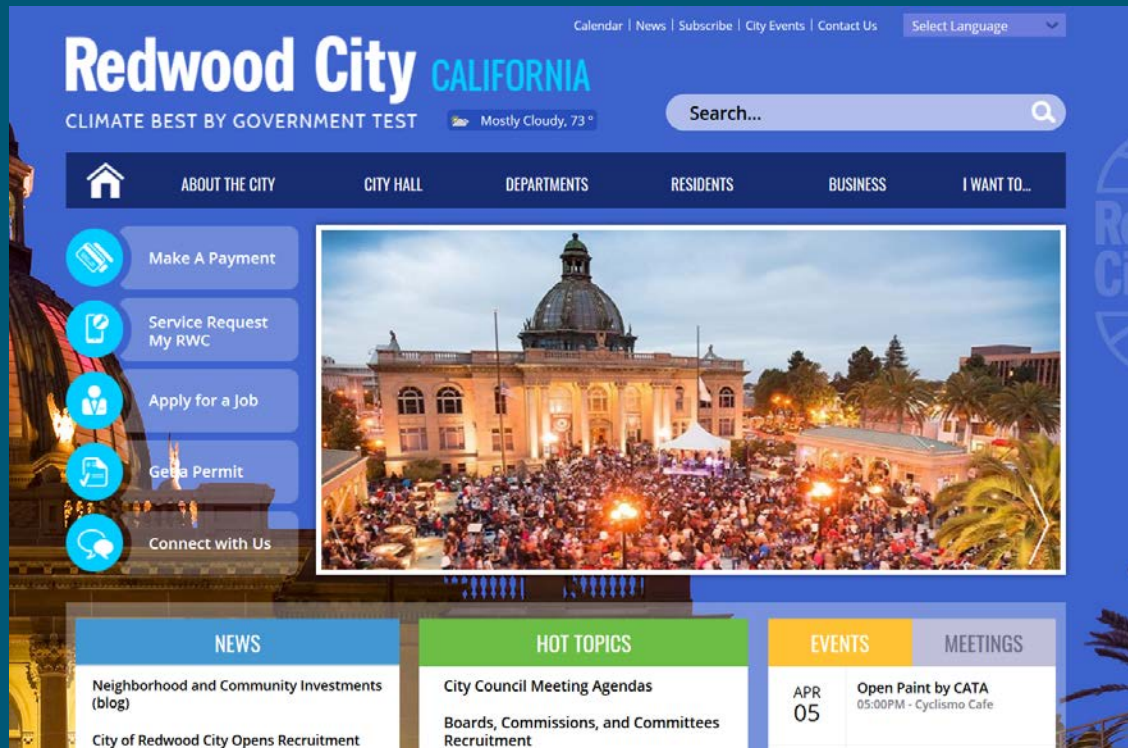 Calendar | News | Subscribe | City Events | Contact Us
Select Language
Redwood City CALIFORNIA
CLIMATE BEST BY GOVERNMENT TEST
Mostly Cloudy, 73 °
Search...
ABOUT THE CITY
CITY HALL
DEPARTMENTS
RESIDENTS
BUSINESS
I WANT TO...
Make A Payment
Service Request
My RWC
Apply for a Job
Get a Permit
Connect with Us
NEWS
Neighborhood and Community Investments
(blog)
City of Redwood City Opens Recruitment
HOT TOPICS
City Council Meeting Agendas
Boards, Commissions, and Committees
Recruitment
EVENTS
MEETINGS
APR
05
Open Paint by CATA
05:00PM - Cyclismo Cafe